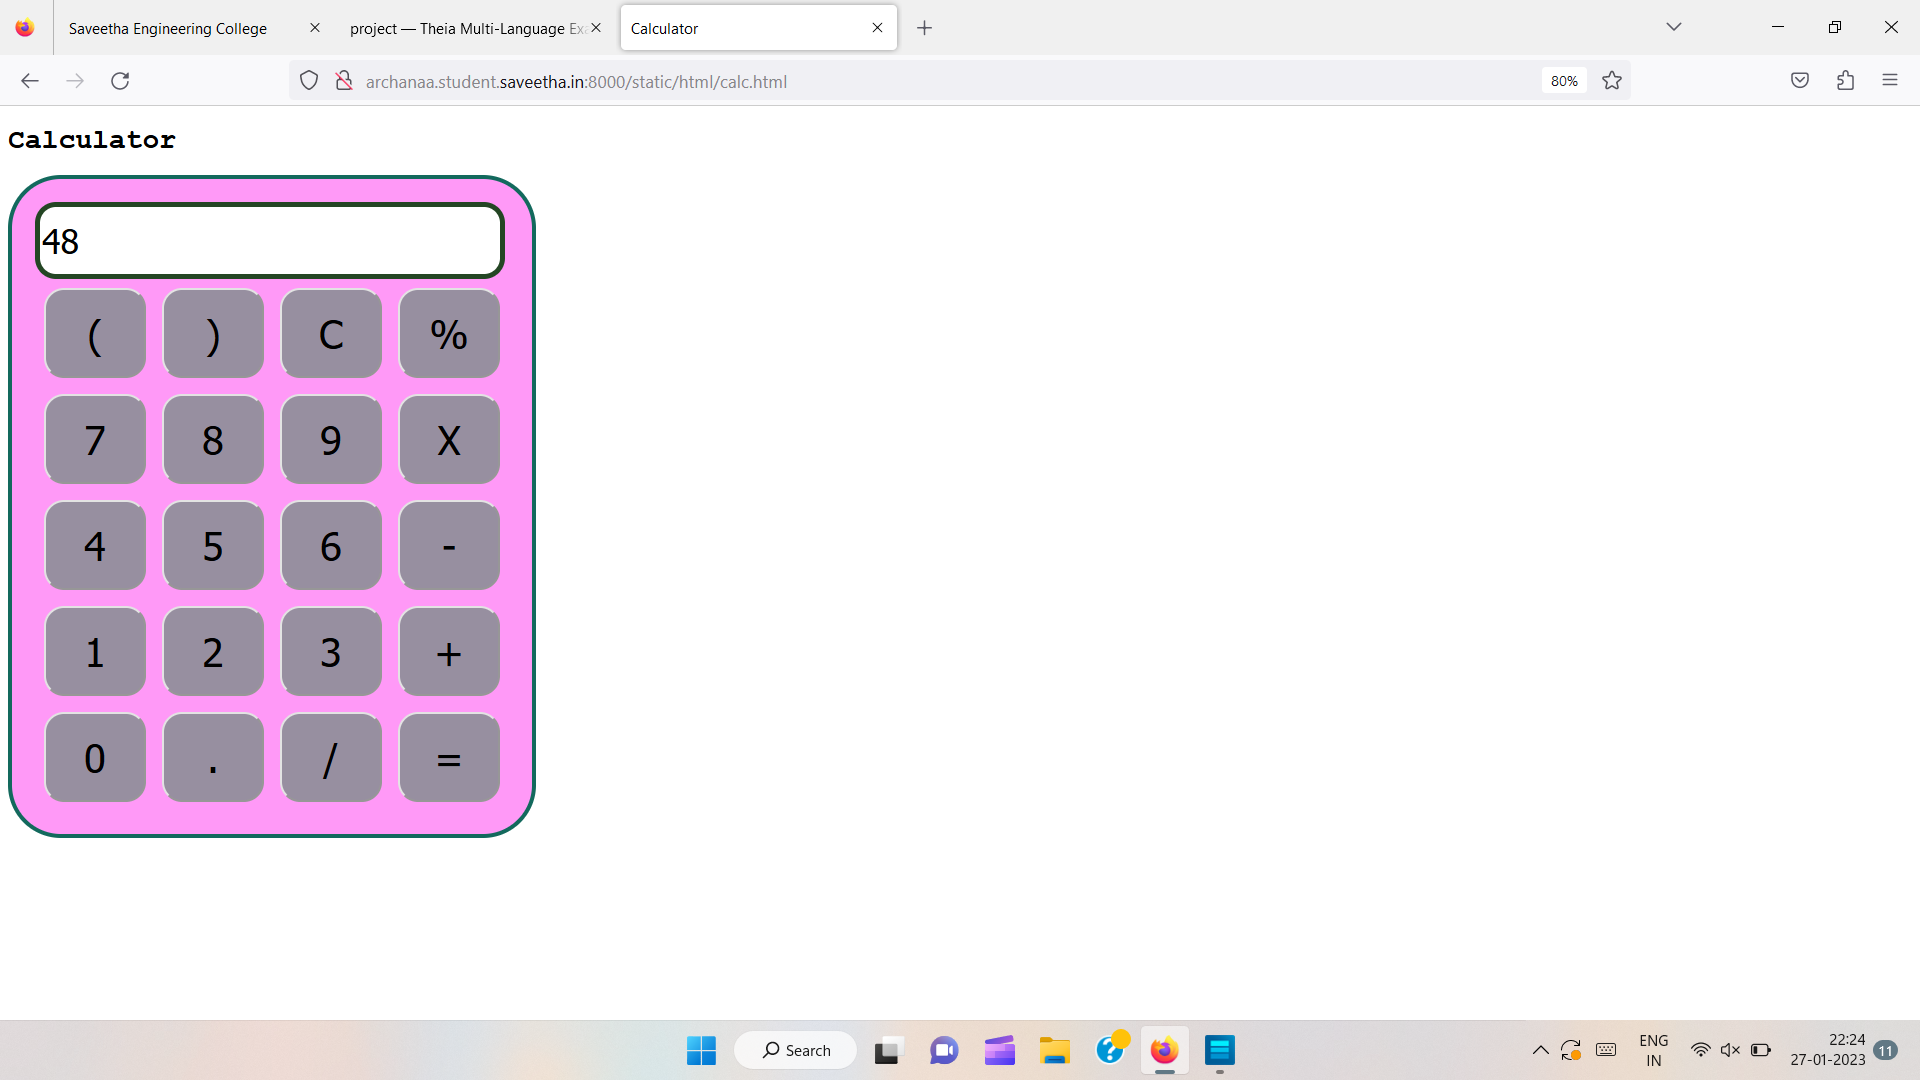 Saveetha Engineering College
project — Theia Multi-Language Exa
Calculator
archanaa.student.saveetha.in:8000/static/html/calc.html
80%
Calculator
48
( ) C %
7 8 9 X
4 5 6 -
1 2 3 +
0 . / =
Search
ENG
IN
22:24
27-01-2023
11